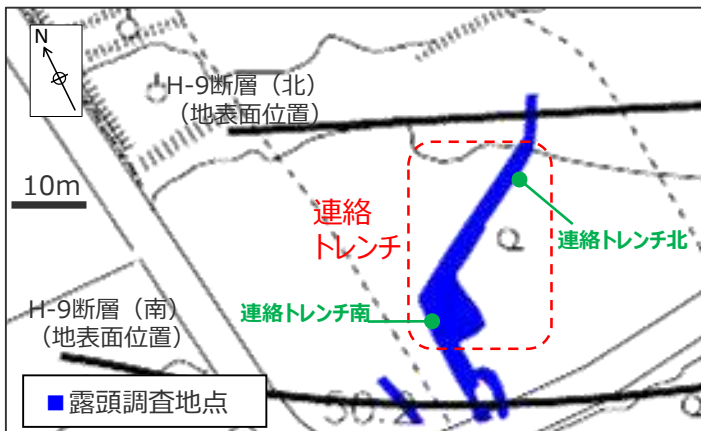 N
H-9断層（北）
（地表面位置）
10m
連絡
トレンチ
連絡トレンチ北
連絡トレンチ南
H-9断層（南）
（地表面位置）
50.2
■露頭調査地点